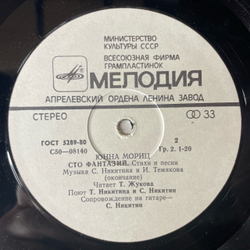 МИНИСТЕРСТВО
КУЛЬТУРЫ СССР
ВСЕСОЮЗНАЯ ФИРМА
ГРАМПЛАСТИНОК
МЕЛОДИЯ
АПРЕЛЕВСКИЙ ОРДЕНА ЛЕНИНА ЗАВОД
СТЕРЕО 33
ГОСТ 5289-80 2
С50—08140 Гр. 2. 1-20
ЮННА МОРИЦ
СТО ФАНТАЗИЙ. Стихи и песни
Музыка С. Никитина и И. Темякова
(окончание)
Читает Т. Жукова
Поют Т. Никитина и С. Никитин
Сопровождение на гитаре—
С. Никитин